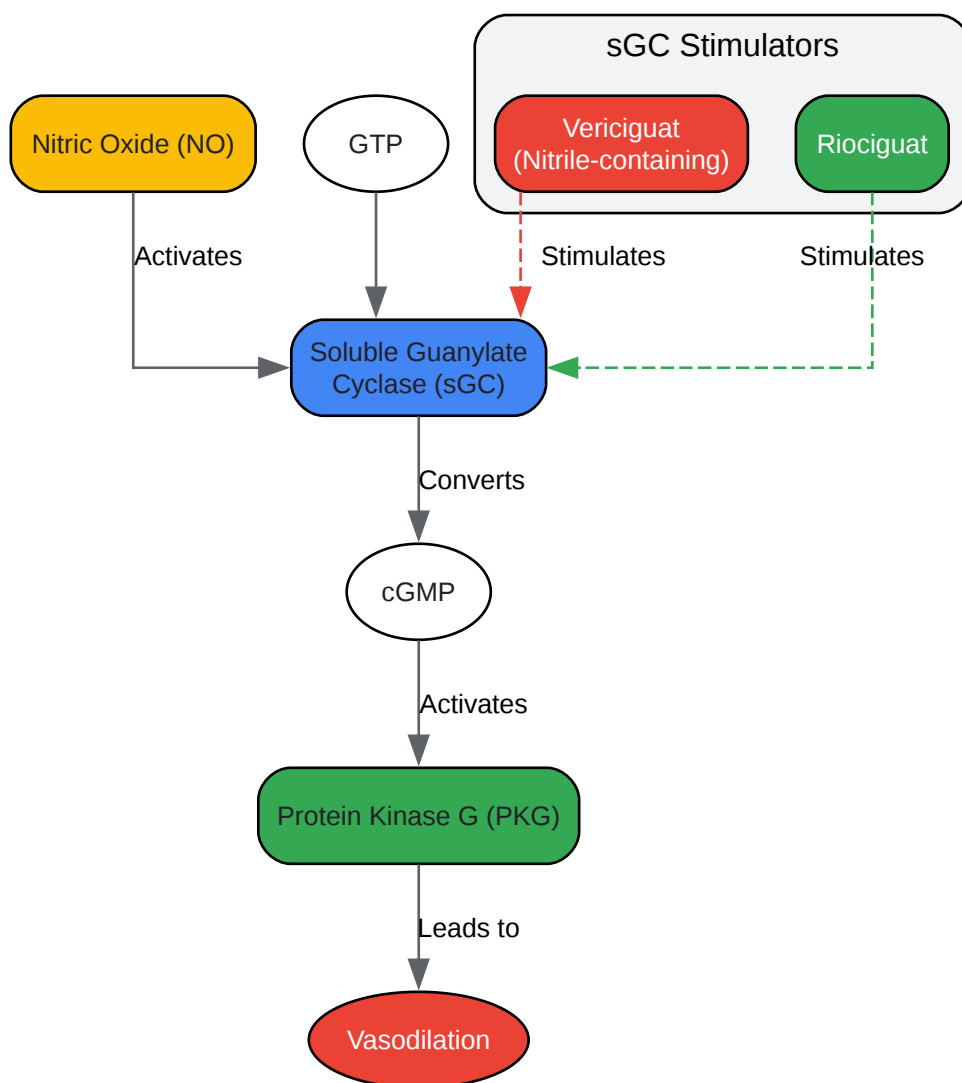 sGC Stimulators
Nitric Oxide (NO)
GTP
Vericiguat
(Nitrile-containing)
Riociguat
Activates
Stimulates
Stimulates
Soluble Guanylate
Cyclase (sGC)
Converts
cGMP
Activates
Protein Kinase G (PKG)
Leads to
Vasodilation